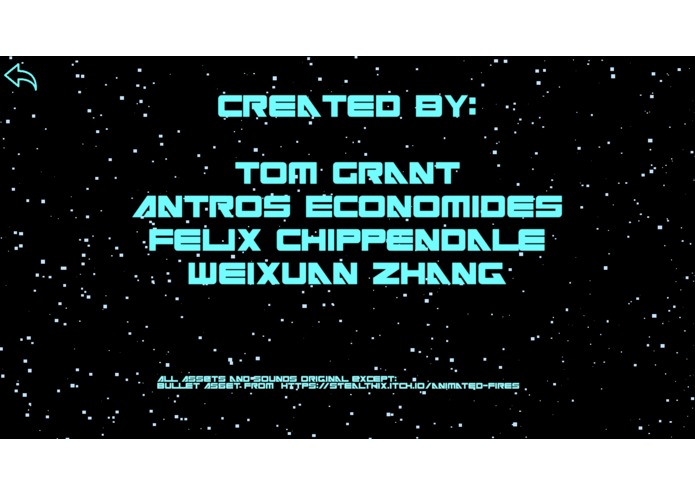 CREATED BY:
TOM GRANT
ANTROS ECONOMIDES
FELIX CHIPPENDALE
WEIXUAN ZHANG
ALL ASSETS AND SOUNDS ORIGINAL EXCEPT:
BULLET ASSET FROM HTTPS://STEALTHIX.ITCH.IO/ANIMATED-FIRES